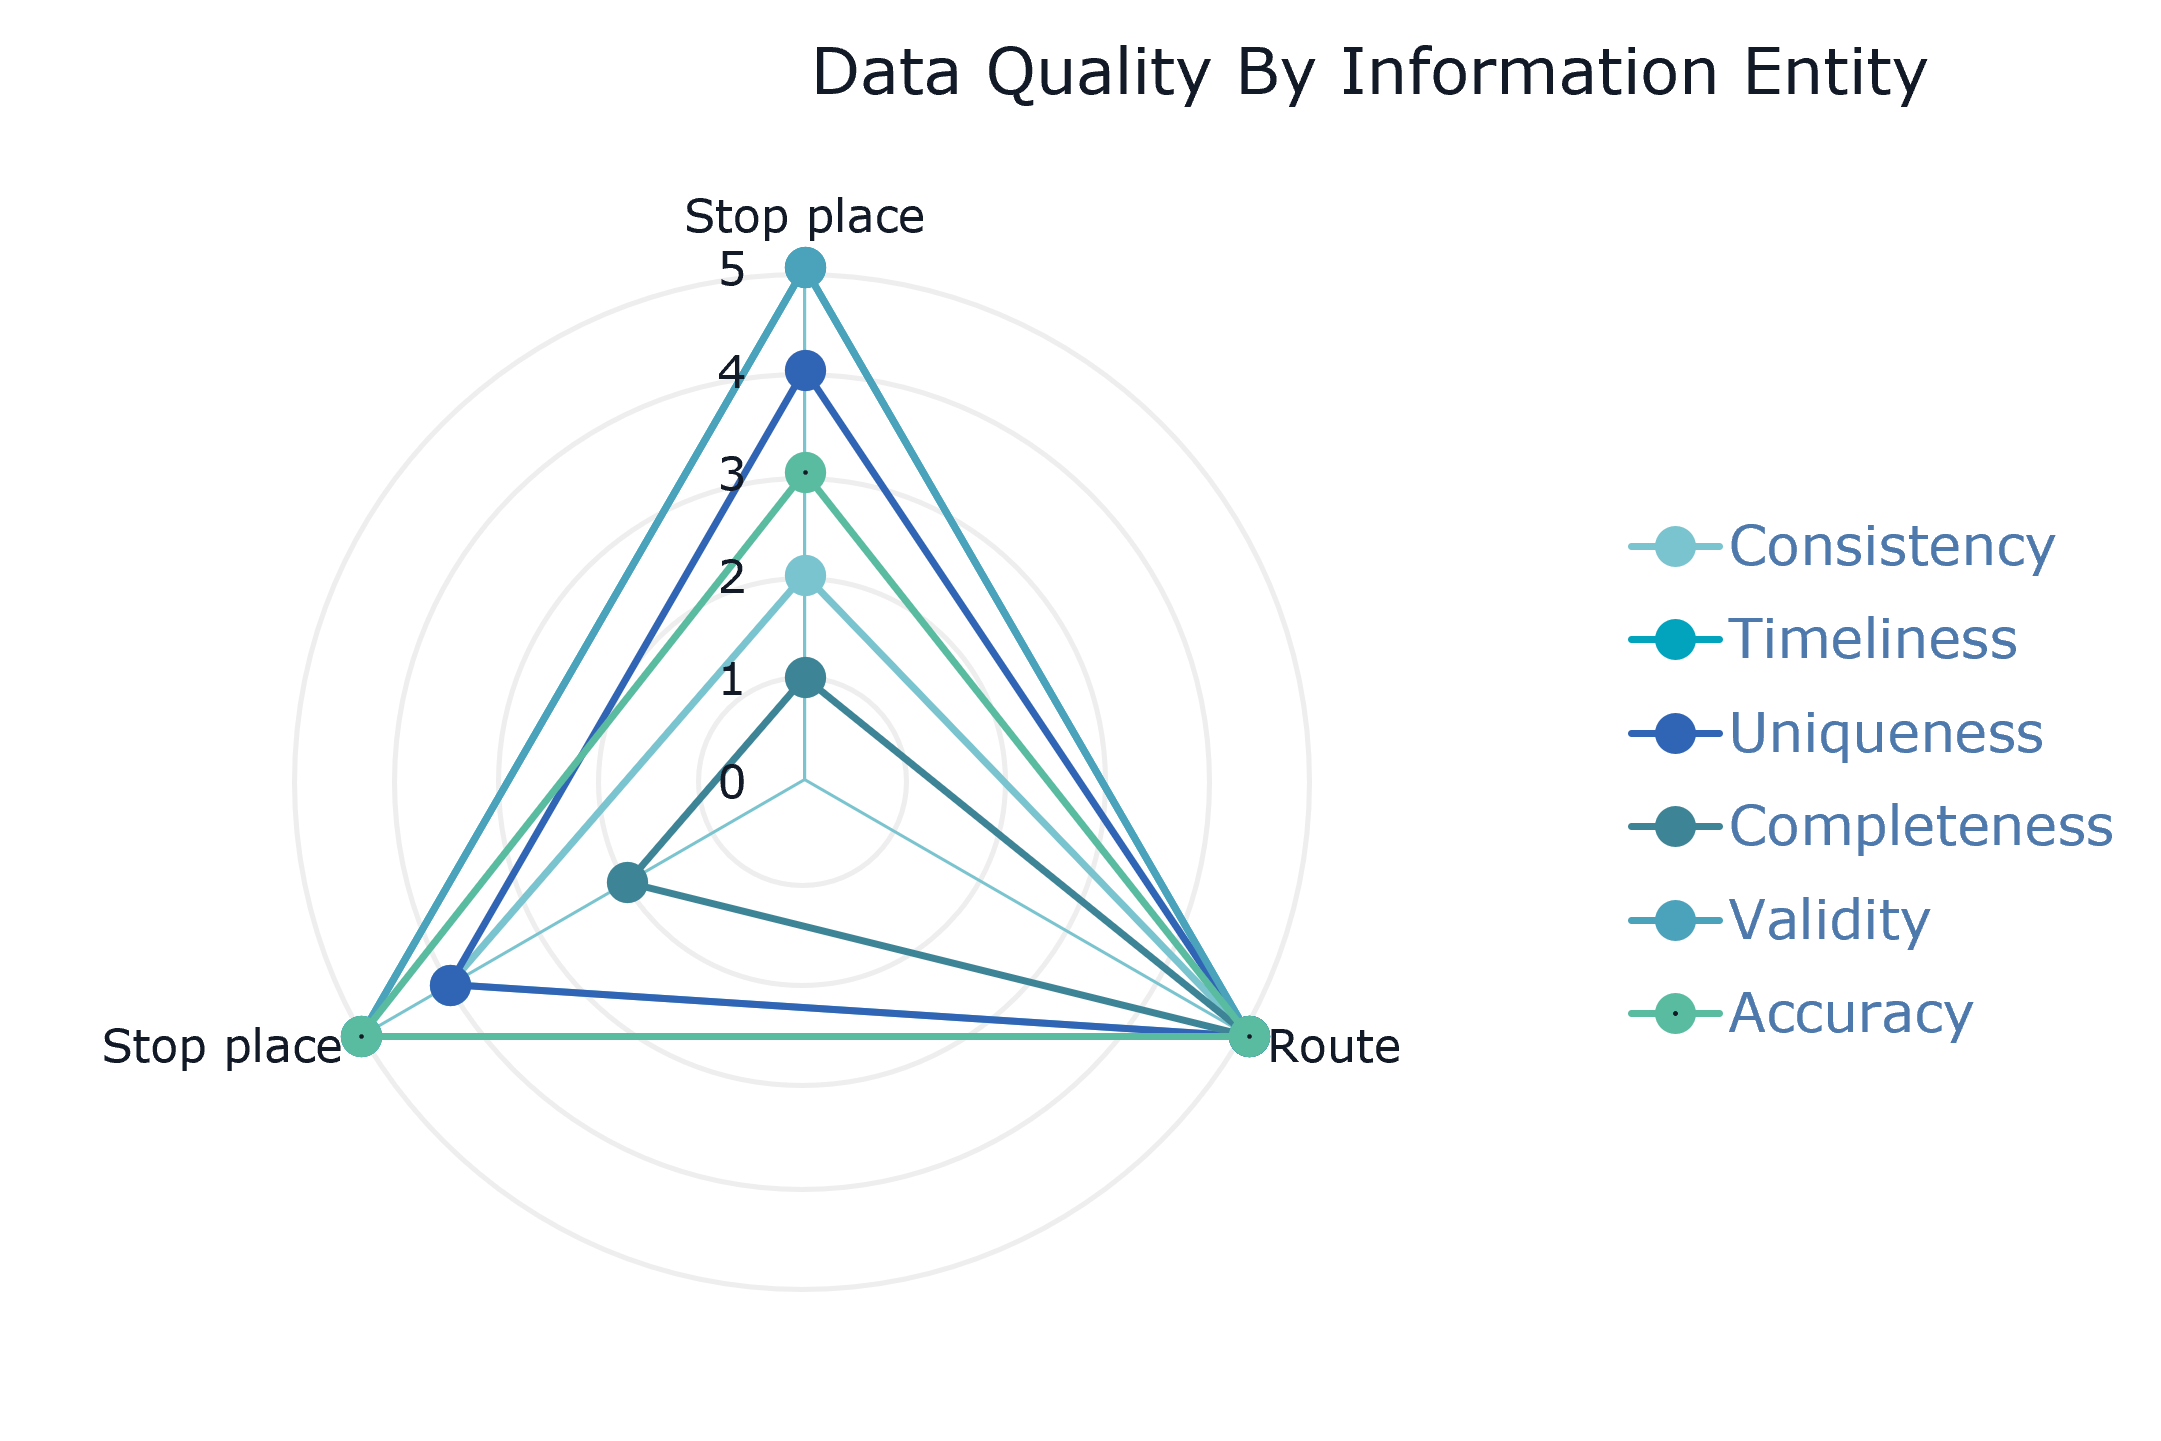 Data Quality By Information Entity
Stop place
5
4
3
2
1
0
Stop place
Route
Consistency
Timeliness
Uniqueness
Completeness
Validity
Accuracy